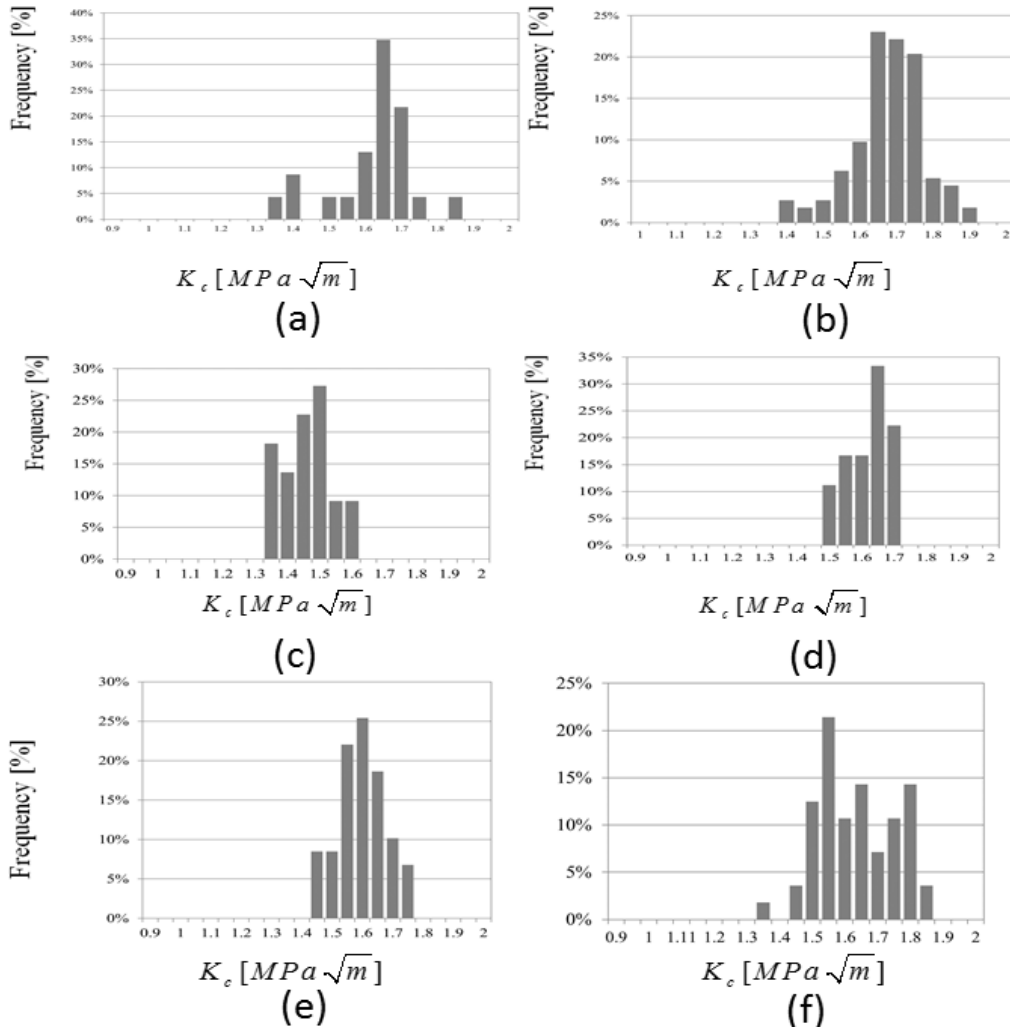 Frequency [%]
40%
35%
30%
25%
20%
15%
10%
5%
0%
0.9 1 1.1 1.2 1.3 1.4 1.5 1.6 1.7 1.8 1.9 2
K_c [MPa √m]
(a)
Frequency [%]
25%
20%
15%
10%
5%
0%
1 1.1 1.2 1.3 1.4 1.5 1.6 1.7 1.8 1.9 2
K_c [MPa √m]
(b)
Frequency [%]
30%
25%
20%
15%
10%
5%
0%
0.9 1 1.1 1.2 1.3 1.4 1.5 1.6 1.7 1.8 1.9 2
K_c [MPa √m]
(c)
Frequency [%]
35%
30%
25%
20%
15%
10%
5%
0%
0.9 1 1.1 1.2 1.3 1.4 1.5 1.6 1.7 1.8 1.9 2
K_c [MPa √m]
(d)
Frequency [%]
30%
25%
20%
15%
10%
5%
0%
0.9 1 1.1 1.2 1.3 1.4 1.5 1.6 1.7 1.8 1.9 2
K_c [MPa √m]
(e)
Frequency [%]
25%
20%
15%
10%
5%
0%
0.9 1 1.11 1.2 1.3 1.4 1.5 1.6 1.7 1.8 1.9 2
K_c [MPa √m]
(f)